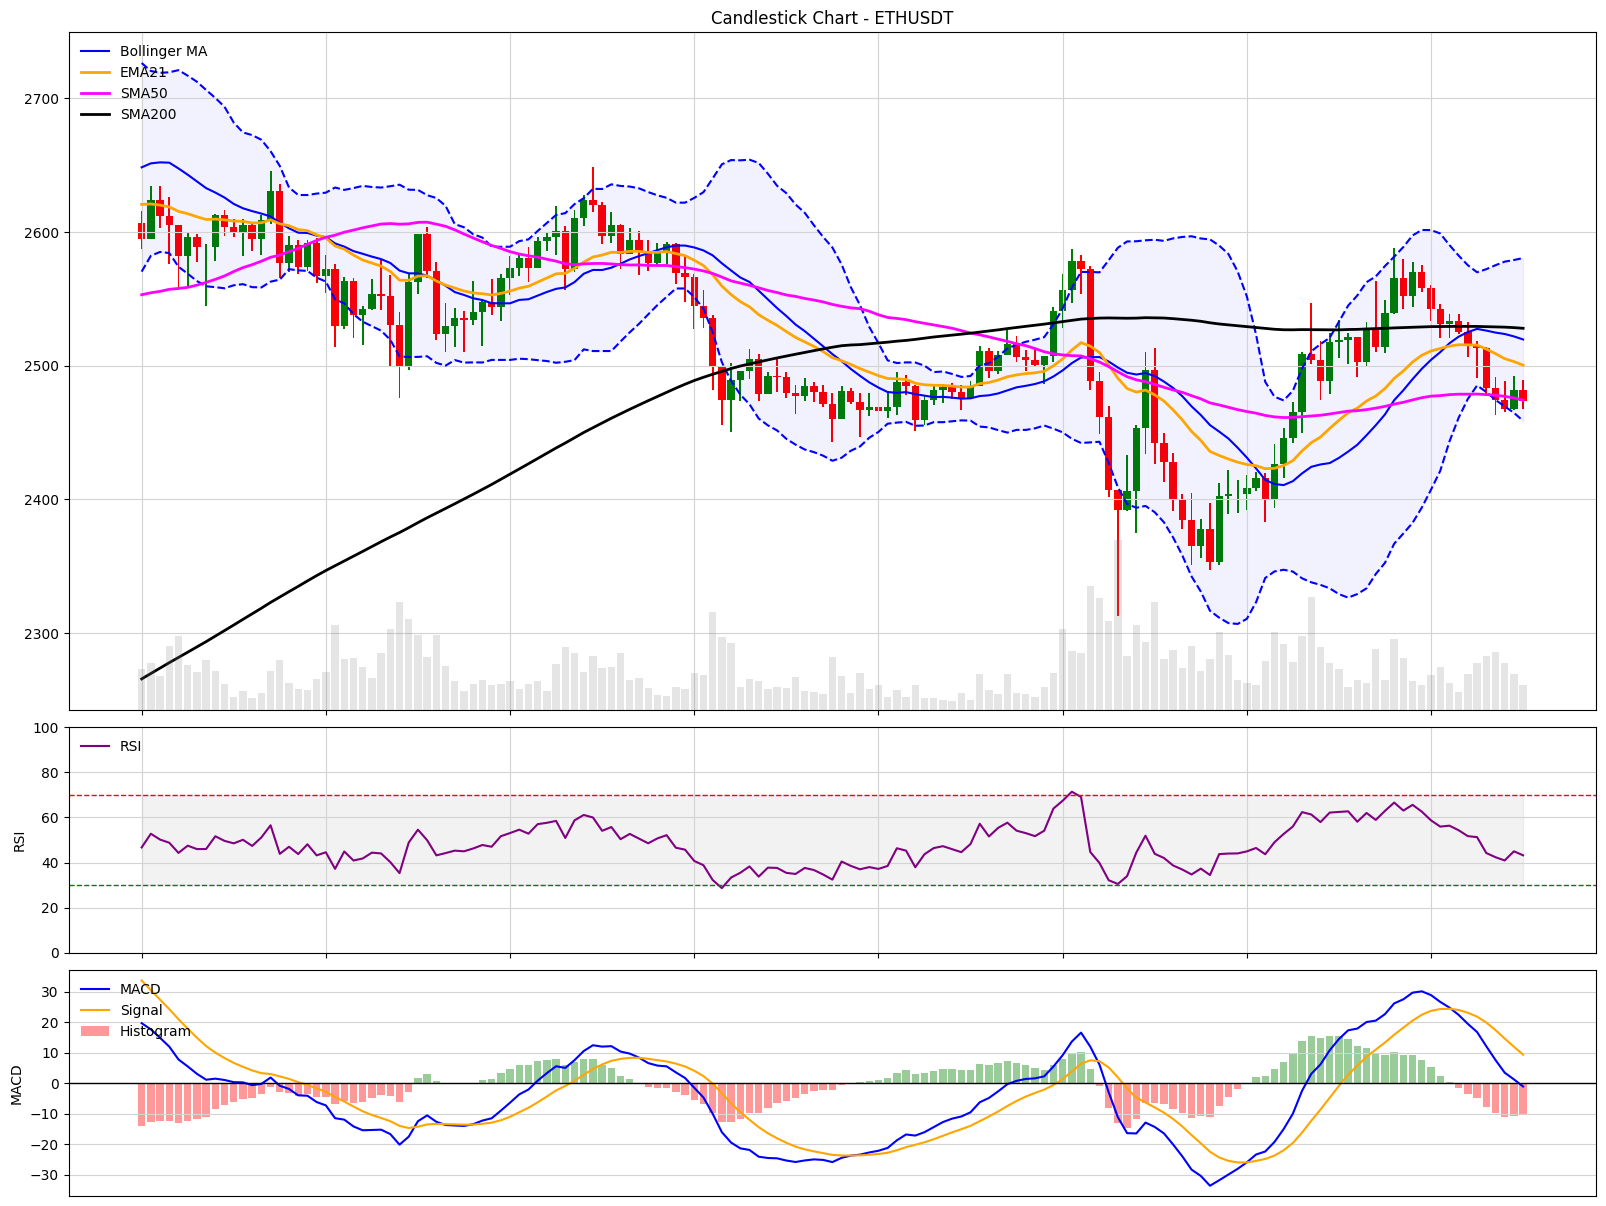 Candlestick Chart - ETHUSDT
Bollinger MA
EMA21
SMA50
SMA200
2700
2600
2500
2400
2300
RSI
100
80
60
40
20
0
RSI
MACD
Signal
Histogram
30
20
10
0
−10
−20
−30
MACD